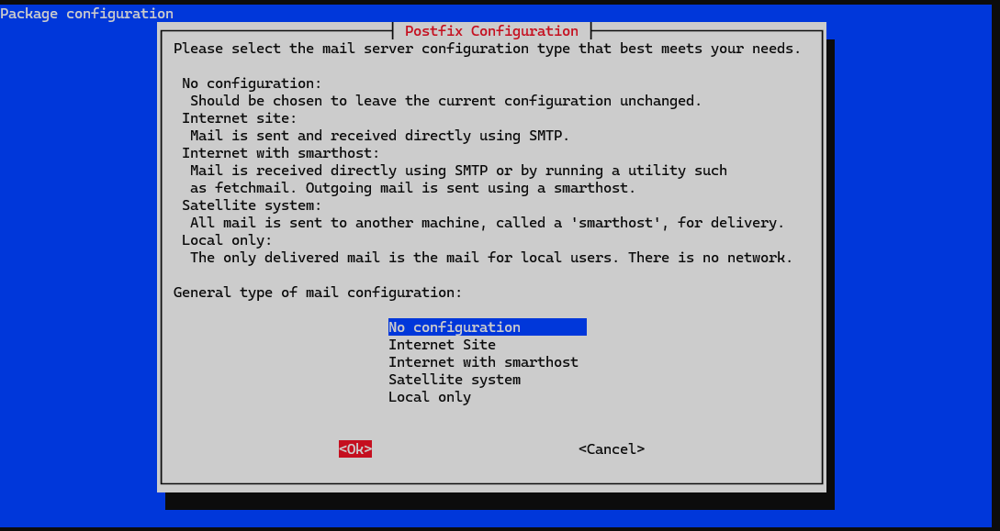 Package configuration
Postfix Configuration
Please select the mail server configuration type that best meets your needs.
No configuration:
Should be chosen to leave the current configuration unchanged.
Internet site:
Mail is sent and received directly using SMTP.
Internet with smarthost:
Mail is received directly using SMTP or by running a utility such
as fetchmail. Outgoing mail is sent using a smarthost.
Satellite system:
All mail is sent to another machine, called a 'smarthost', for delivery.
Local only:
The only delivered mail is the mail for local users. There is no network.
General type of mail configuration:
No configuration
Internet Site
Internet with smarthost
Satellite system
Local only
<Ok> <Cancel>